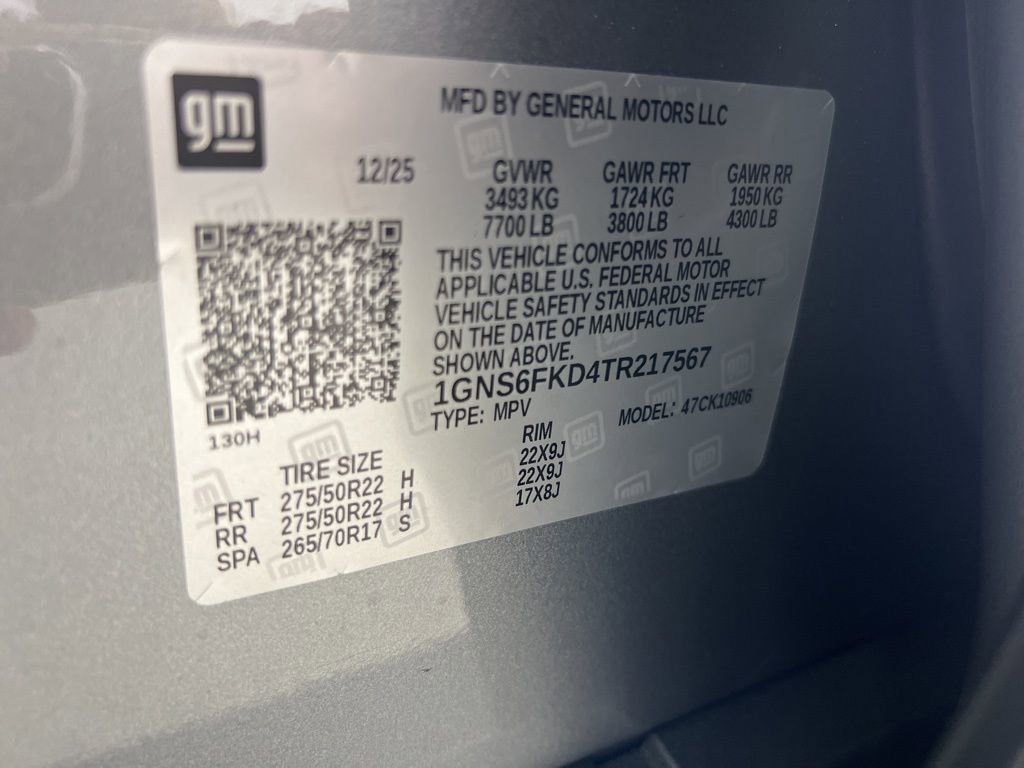 gm
MFD BY GENERAL MOTORS LLC
12/25 GVWR GAWR FRT GAWR RR
3493 KG 1724 KG 1950 KG
7700 LB 3800 LB 4300 LB
THIS VEHICLE CONFORMS TO ALL
APPLICABLE U.S. FEDERAL MOTOR
VEHICLE SAFETY STANDARDS IN EFFECT
ON THE DATE OF MANUFACTURE
SHOWN ABOVE.
1GNS6FKD4TR217567
TYPE: MPV MODEL: 47CK10906
130H
TIRE SIZE RIM
FRT 275/50R22 H 22X9J
RR 275/50R22 H 22X9J
SPA 265/70R17 S 17X8J